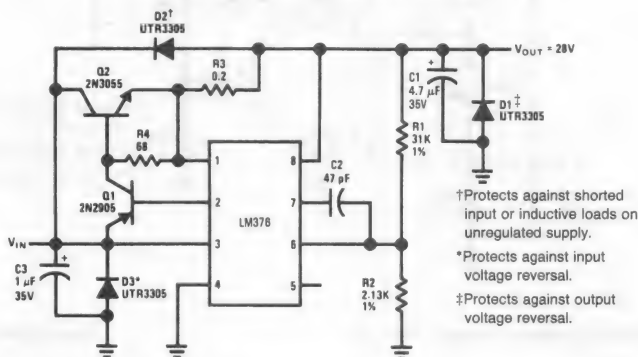 D2†
UTR3305
VOUT = 28V
Q2
2N3055
R3
0.2
C1
4.7 µF
35V
D1‡
UTR3305
R4
68
R1
31K
1%
1
8
C2
47 pF
Q1
2N2905
2
7
LM376
VIN
3
6
C3
1 µF
35V
D3*
UTR3305
4
5
R2
2.13K
1%
†Protects against shorted
input or inductive loads on
unregulated supply.
*Protects against input
voltage reversal.
‡Protects against output
voltage reversal.